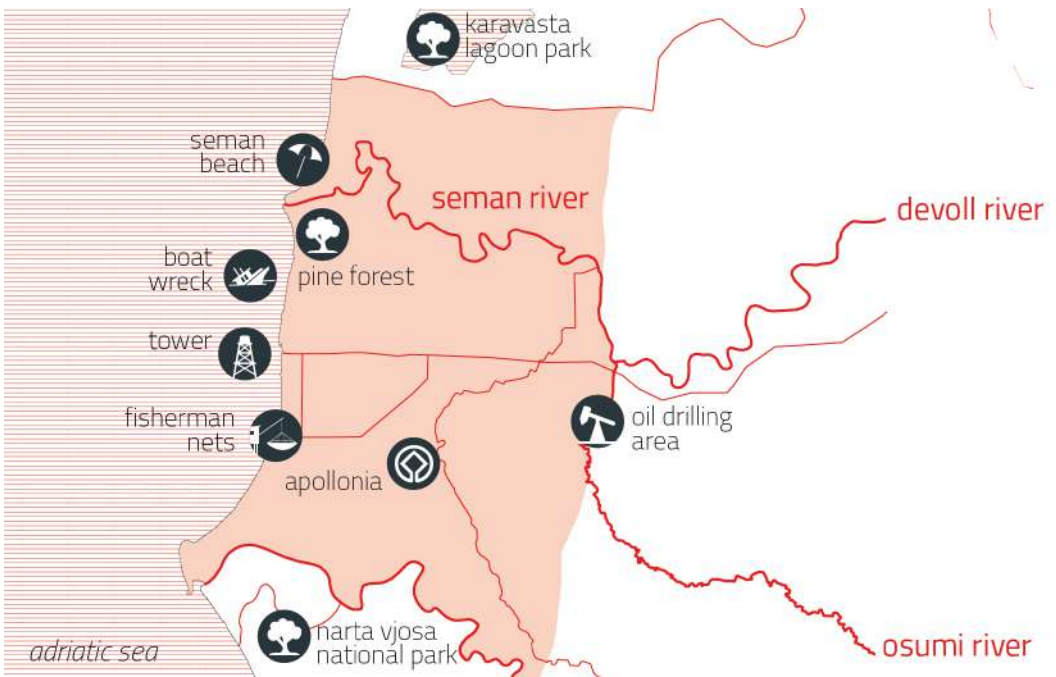 karavasta
lagoon park
seman
beach
seman river
devoll river
boat
wreck
pine forest
tower
fisherman
nets
oil drilling
area
apollonia
narta vjosa
national park
adriatic sea
osumi river